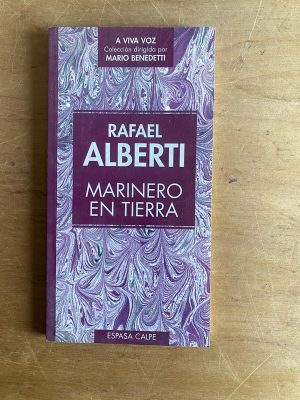 A VIVA VOZ
Colección dirigida por
MARIO BENEDETTI
RAFAEL
ALBERTI
MARINERO
EN TIERRA
ESPASA CALPE